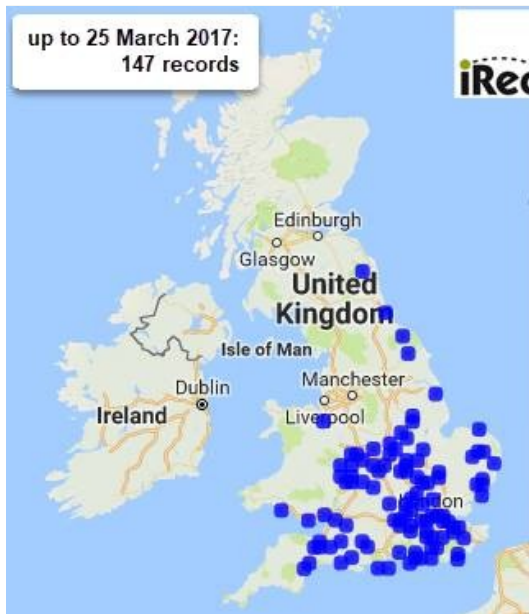 up to 25 March 2017:
147 records
iRec
Edinburgh
Glasgow
United
Kingdom
Isle of Man
Dublin
Manchester
Ireland
Liverpool
London